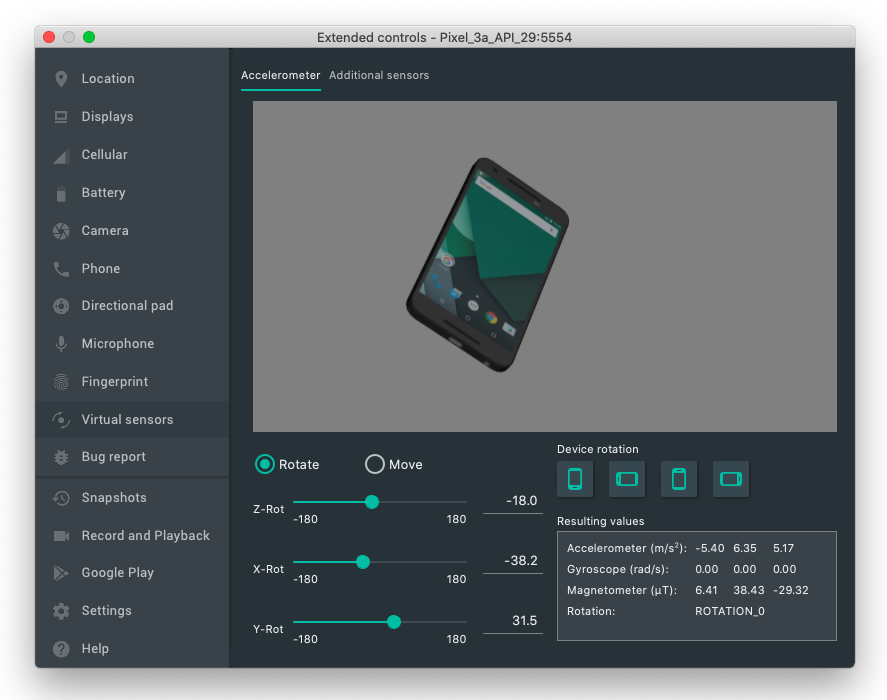 Extended controls - Pixel_3a_API_29:5554
Location
Displays
Cellular
Battery
Camera
Phone
Directional pad
Microphone
Fingerprint
Virtual sensors
Bug report
Snapshots
Record and Playback
Google Play
Settings
Help
Accelerometer Additional sensors
Rotate Move
Z-Rot -18.0
-180 180
X-Rot -38.2
-180 180
Y-Rot 31.5
-180 180
Device rotation
Resulting values
Accelerometer (m/s²): -5.40 6.35 5.17
Gyroscope (rad/s): 0.00 0.00 0.00
Magnetometer (μT): 6.41 38.43 -29.32
Rotation: ROTATION_0